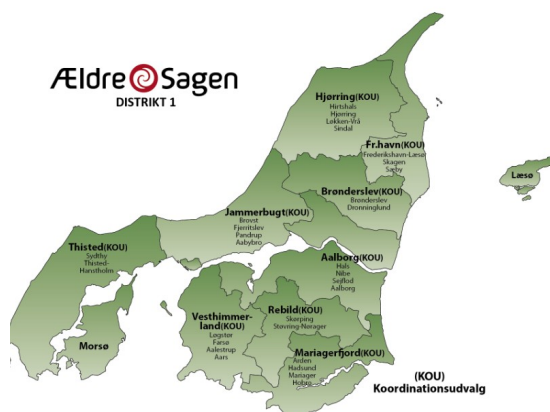 Ældre Sagen
DISTRIKT 1
Hjørring(KOU)
Hirtshals
Hjørring
Løkken-Vrå
Sindal
Fr.havn(KOU)
Frederikshavn-Læsø
Skagen
Sæby
Læsø
Brønderslev(KOU)
Brønderslev
Dronninglund
Jammerbugt(KOU)
Brovst
Fjerritslev
Pandrup
Aabybro
Thisted(KOU)
Sydthy
Thisted-
Hanstholm
Morsø
Aalborg(KOU)
Hals
Nibe
Sejlflod
Aalborg
Vesthimmer-
land(KOU)
Løgstør
Farsø
Aalestrup
Aars
Rebild(KOU)
Skørping
Støvring-Nørager
Mariagerfjord(KOU)
Arden
Hadsund
Mariager
Hobro
(KOU)
Koordinationsudvalg